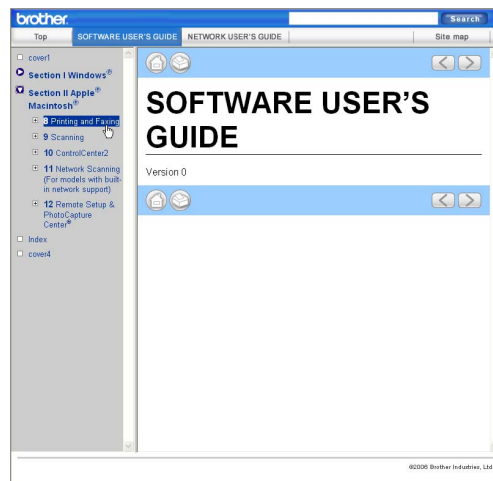 brother.
Search
Top
SOFTWARE USER'S GUIDE
NETWORK USER'S GUIDE
Site map
cover1
Section I Windows®
Section II Apple®
Macintosh®
8 Printing and Faxing
9 Scanning
10 ControlCenter2
11 Network Scanning
(For models with built-
in network support)
12 Remote Setup &
PhotoCapture
Center®
Index
cover4
SOFTWARE USER'S
GUIDE
Version 0
©2006 Brother Industries, Ltd